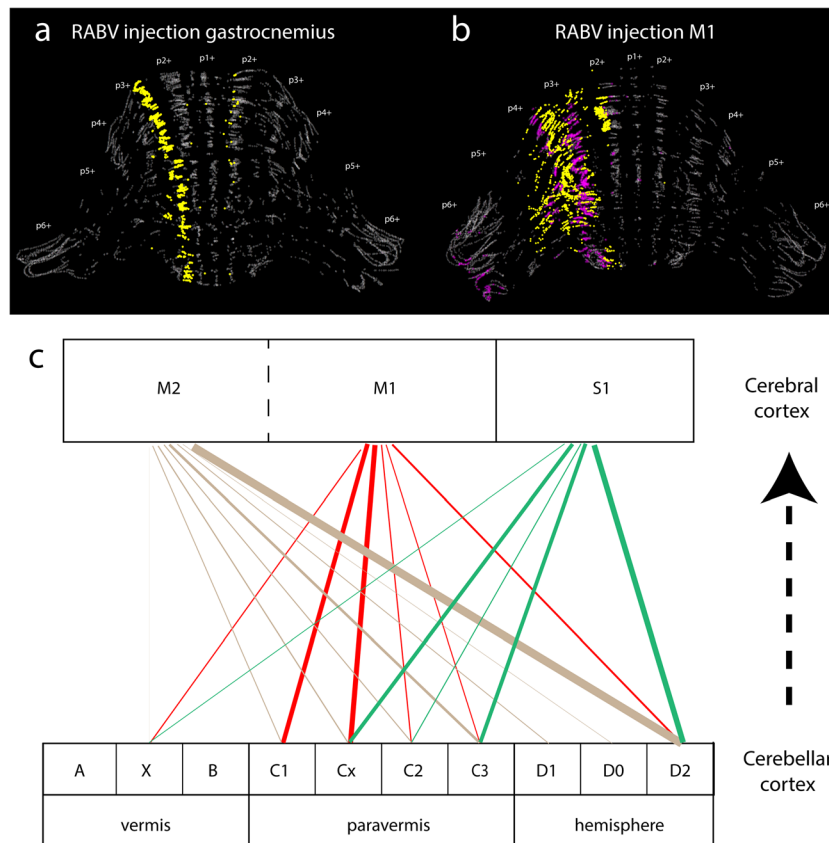 a RABV injection gastrocnemius
p2+ p1+ p2+
p3+ p3+
p4+ p4+
p5+ p5+
p6+ p6+
b RABV injection M1
p2+ p1+ p2+
p3+ p3+
p4+ p4+
p5+ p5+
p6+ p6+
c
M2 M1 S1
Cerebral
cortex
A X B C1 Cx C2 C3 D1 D0 D2
vermis paravermis hemisphere
Cerebellar
cortex